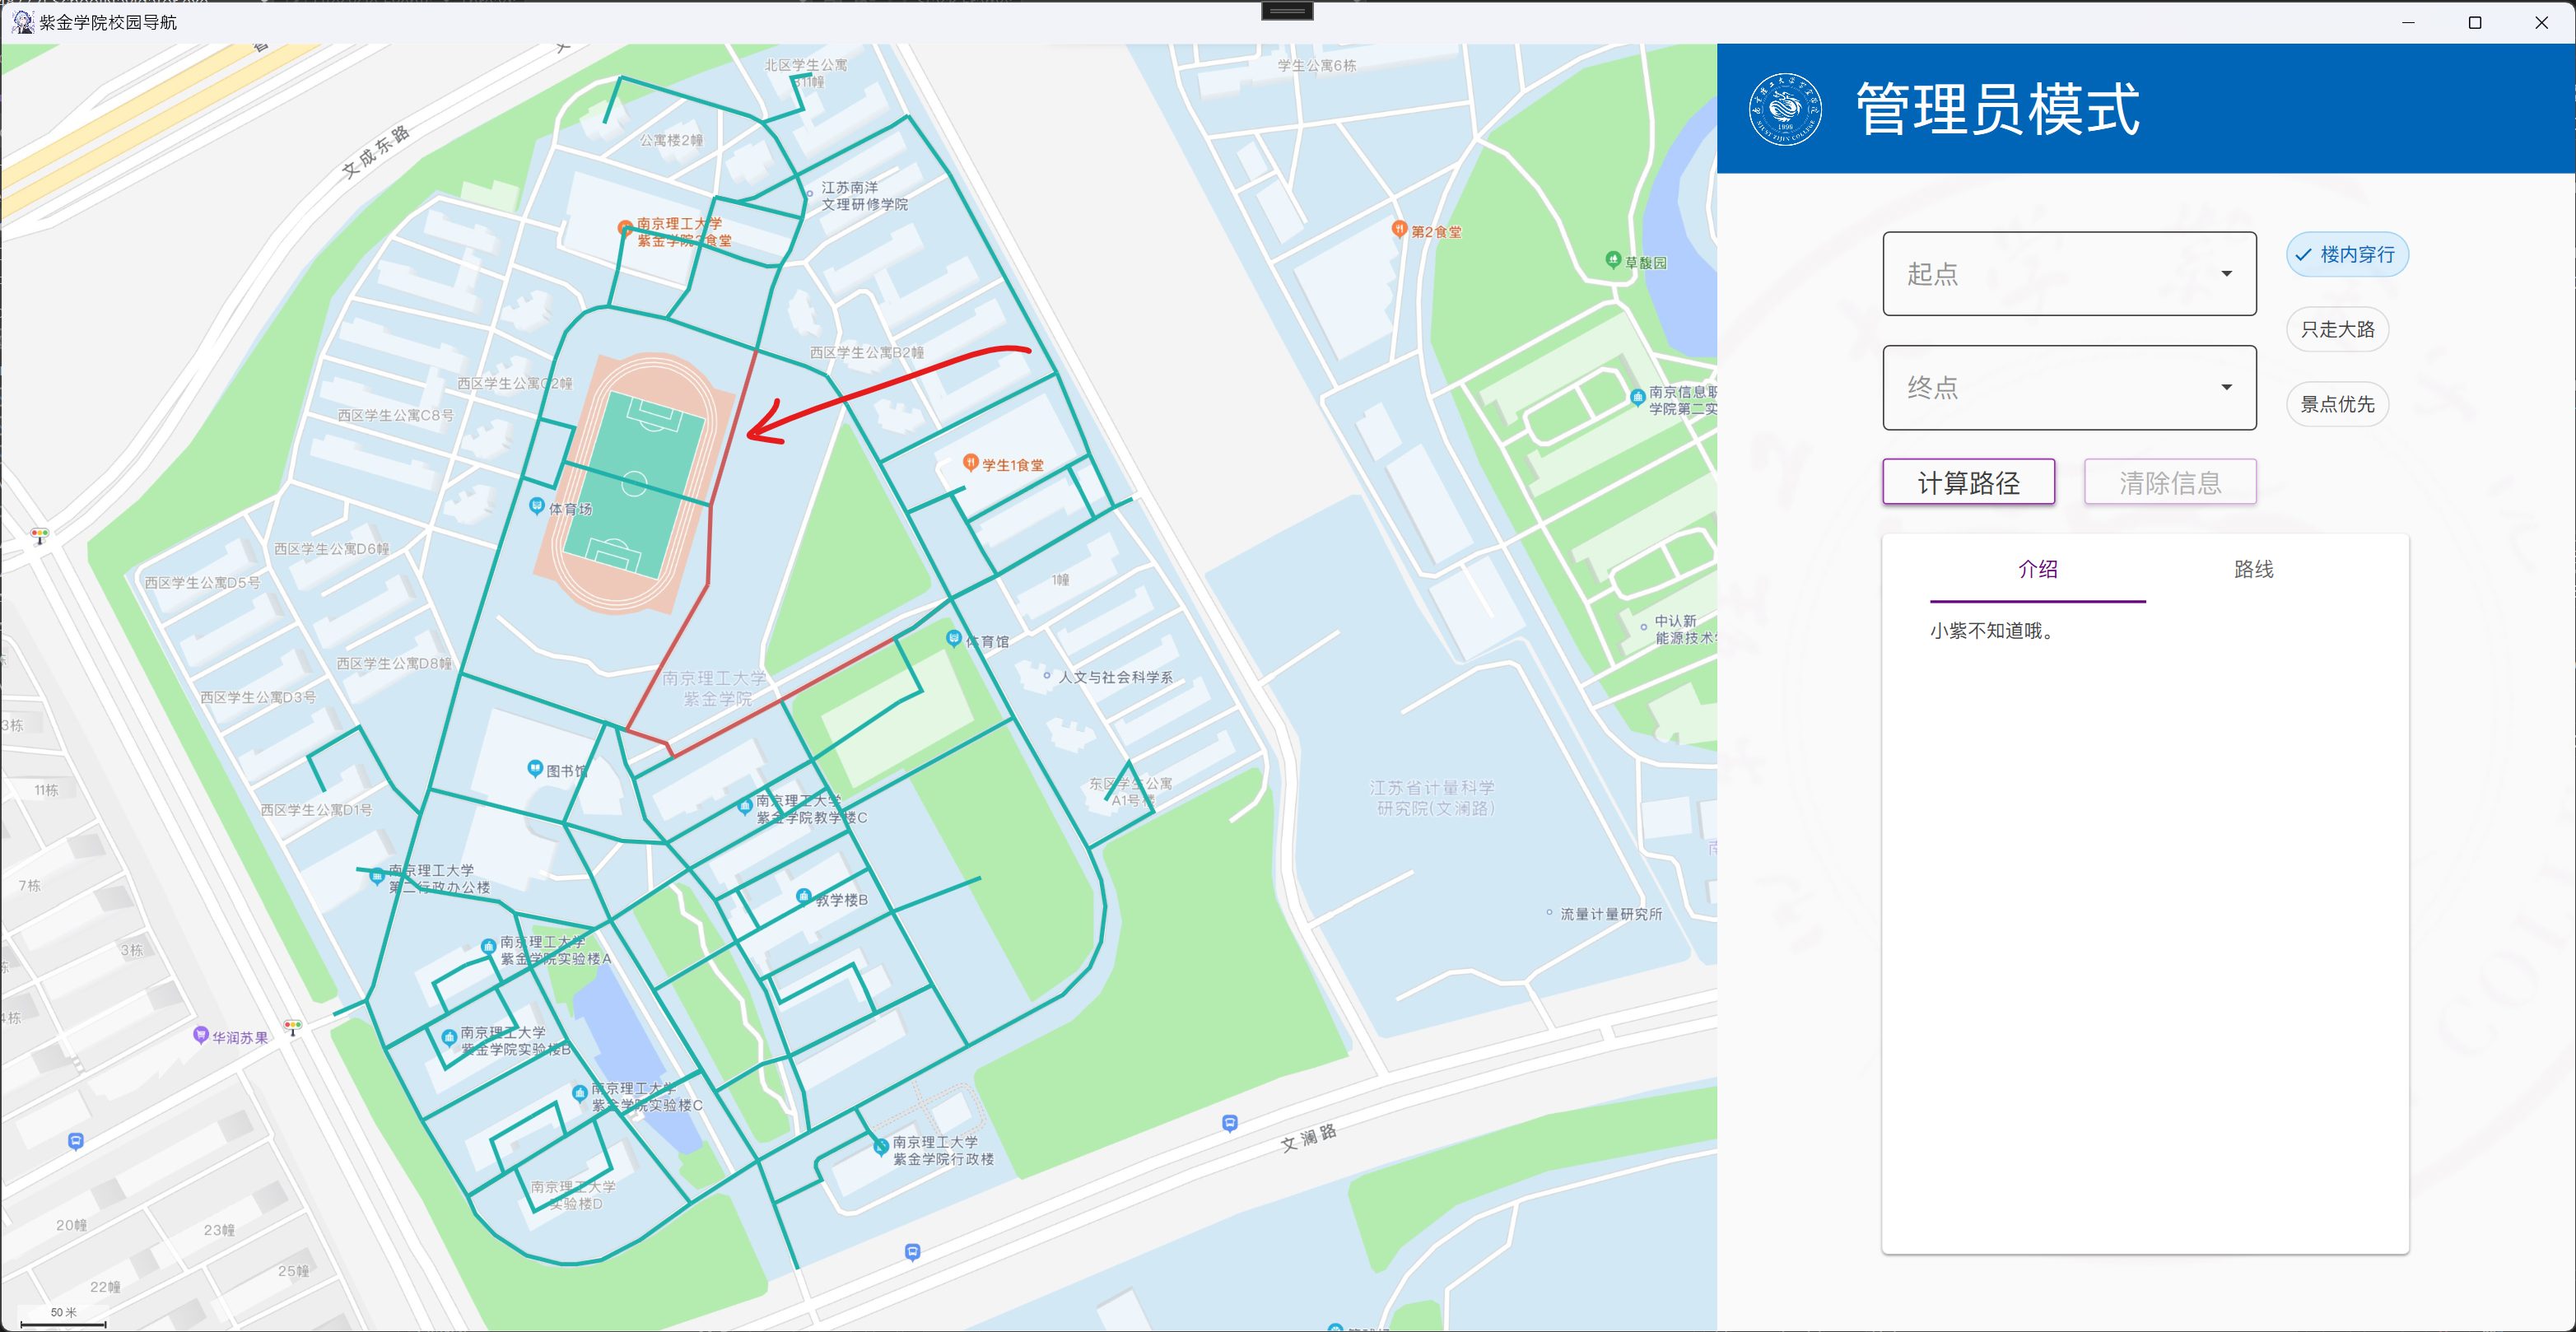 紫金学院校园导航
北区学生公寓
B11幢
学生公寓6栋
公寓楼2幢
文成东路
江苏南洋
文理研修学院
南京理工大学
紫金学院2食堂
第2食堂
草馥园
西区学生公寓B2幢
西区学生公寓C2幢
西区学生公寓C8号
南京信息职
学院第二实
学生1食堂
体育场
西区学生公寓D6幢
西区学生公寓D5号
1幢
中认新
能源技术
体育馆
人文与社会科学系
西区学生公寓D8幢
南京理工大学
紫金学院
西区学生公寓D3号
3栋
图书馆
11栋
西区学生公寓D1号
东区学生公寓
A1号楼
江苏省计量科学
研究院(文澜路)
南京理工大学
紫金学院教学楼C
南京理工大学
第二行政办公楼
7栋
教学楼B
流量计量研究所
3栋
南京理工大学
紫金学院实验楼A
4栋
华润苏果
南京理工大学
紫金学院实验楼B
南京理工大学
紫金学院实验楼C
文澜路
南京理工大学
紫金学院行政楼
南京理工大学
实验楼D
20幢
23幢
25幢
22幢
50 米
管理员模式
起点
楼内穿行
只走大路
终点
景点优先
计算路径
清除信息
介绍
路线
小紫不知道哦。